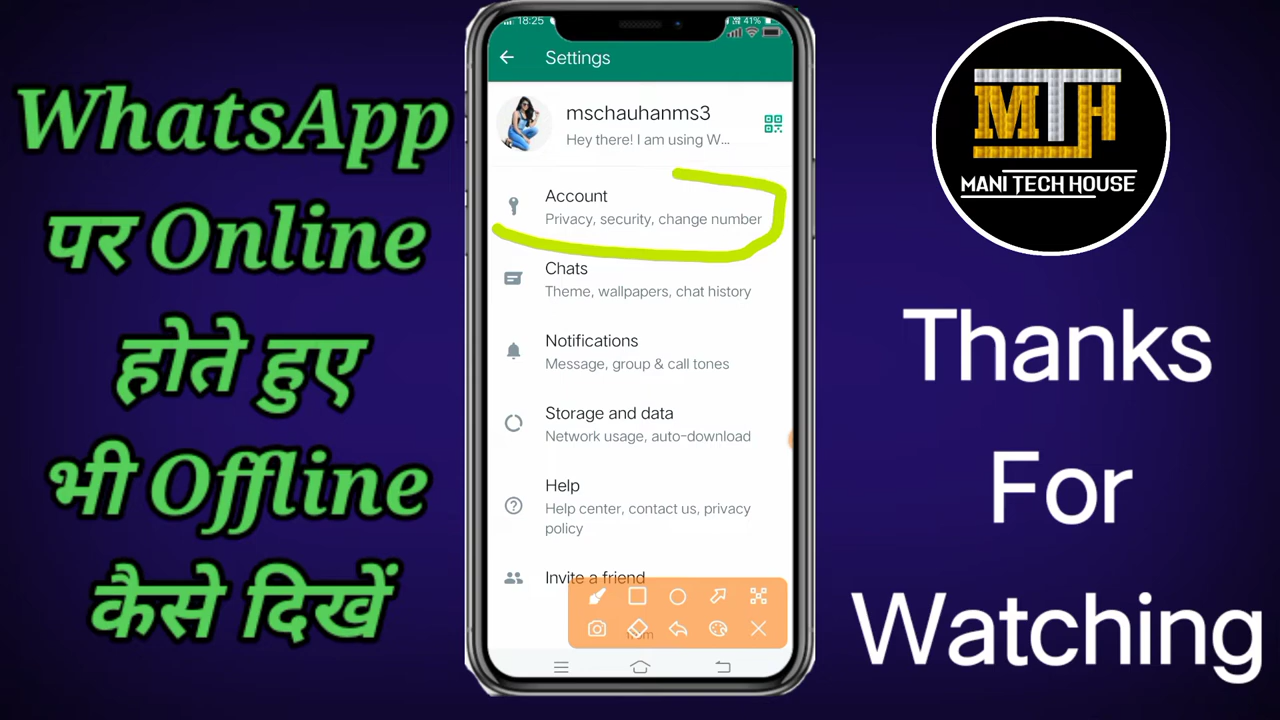 WhatsApp
पर Online
होते हुए
भी Offline
कैसे दिखें
18:25
41%
Settings
mschauhanms3
Hey there! I am using W...
Account
Privacy, security, change number
Chats
Theme, wallpapers, chat history
Notifications
Message, group & call tones
Storage and data
Network usage, auto-download
Help
Help center, contact us, privacy
policy
Invite a friend
MTH
MANI TECH HOUSE
Thanks
For
Watching